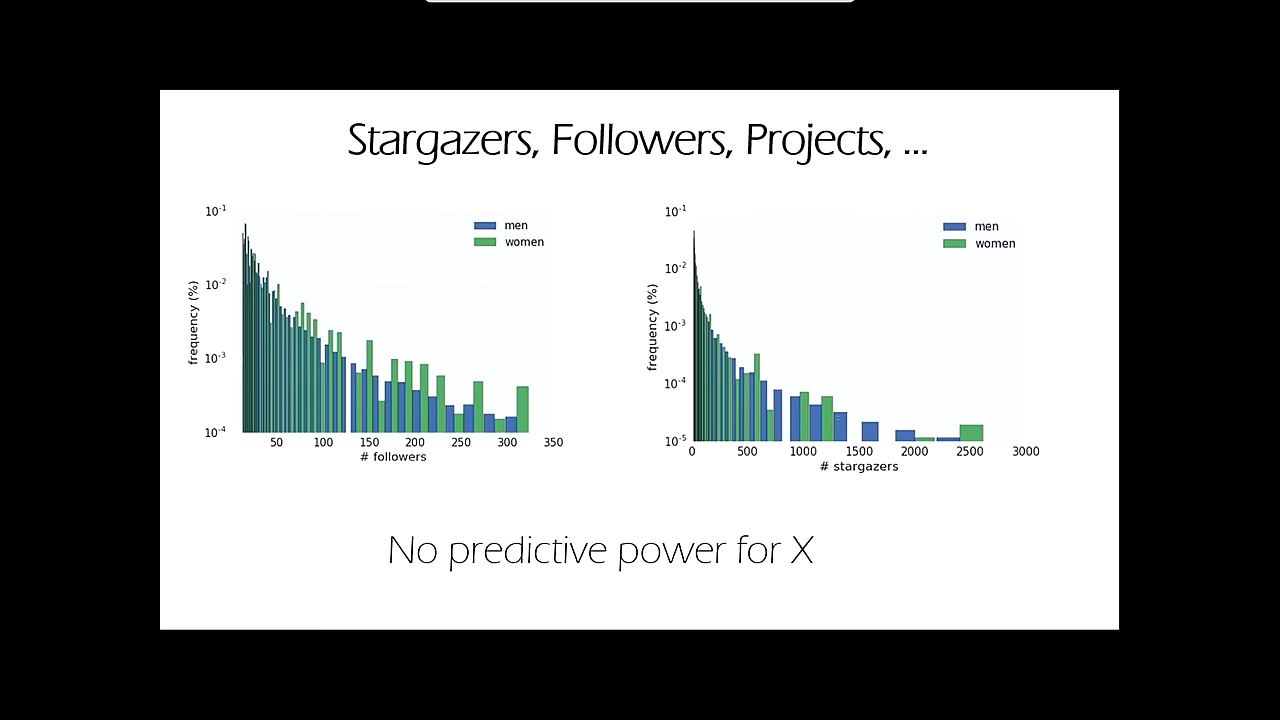 Stargazers, Followers, Projects, ...
10-1
10-2
10-3
10-4
frequency (%)
men
women
50 100 150 200 250 300 350
# followers
10-1
10-2
10-3
10-4
10-5
frequency (%)
men
women
0 500 1000 1500 2000 2500 3000
# stargazers
No predictive power for X